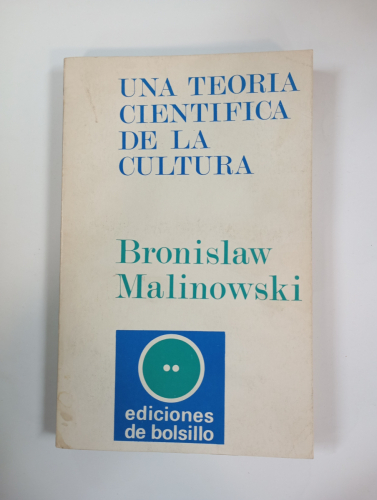 UNA TEORIA
CIENTIFICA
DE LA
CULTURA
Bronislaw
Malinowski
ediciones
de bolsillo